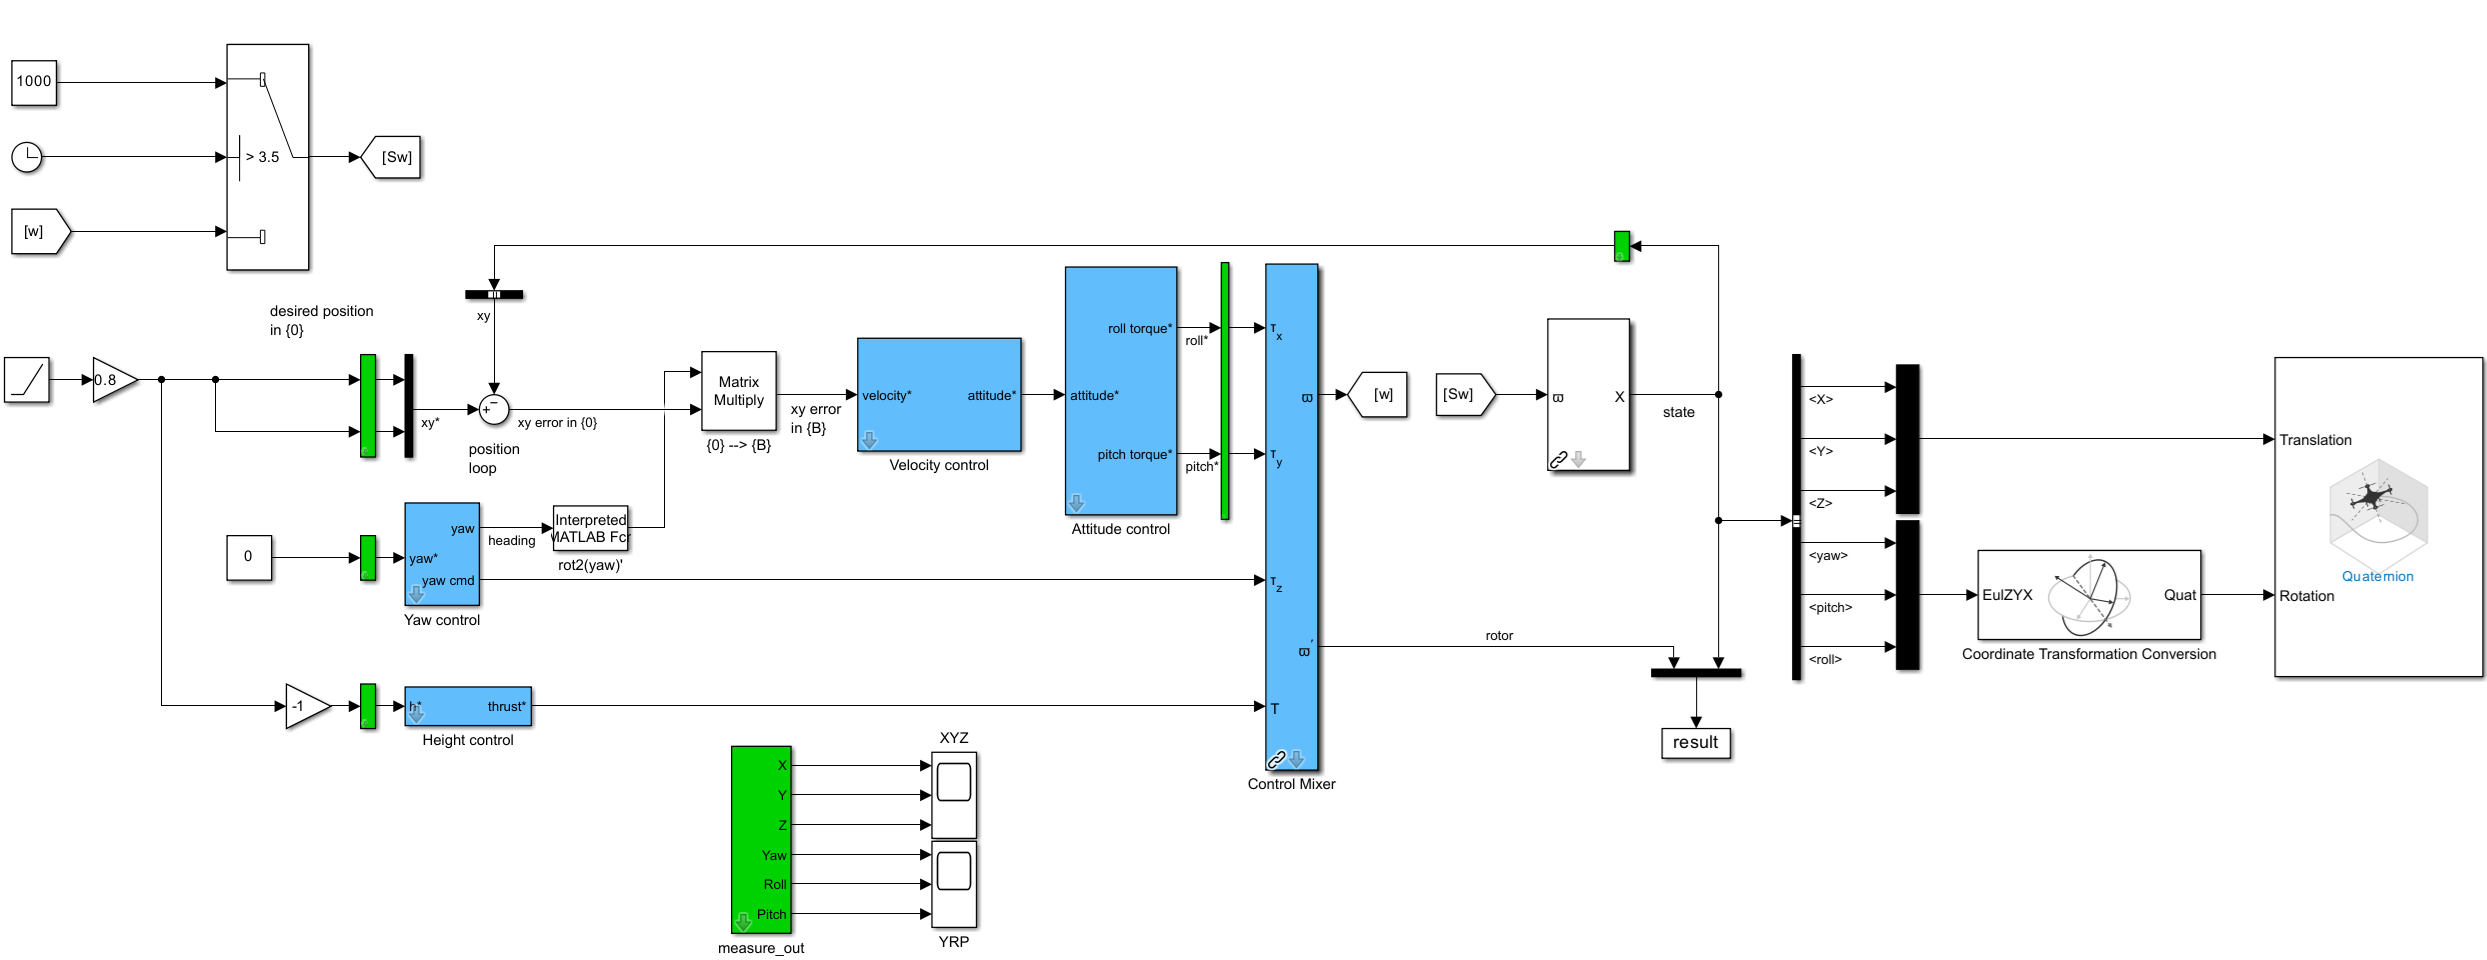 1000
> 3.5
[Sw]
[w]
desired position
in {0}
xy
0.8
xy*
+
−
position
loop
xy error in {0}
Matrix
Multiply
{0} --> {B}
xy error
in {B}
velocity*
attitude*
Velocity control
attitude*
roll torque*
pitch torque*
Attitude control
roll*
pitch*
τx
τy
τz
T
ϖ
ϖ'
Control Mixer
[w]
[Sw]
ϖ
X
state
0
yaw*
yaw
yaw cmd
Yaw control
heading
Interpreted
MATLAB Fcn
rot2(yaw)'
-1
h*
thrust*
Height control
rotor
result
<X>
<Y>
<Z>
<yaw>
<pitch>
<roll>
EulZYX
Quat
Coordinate Transformation Conversion
Translation
Quaternion
Rotation
X
Y
Z
Yaw
Roll
Pitch
measure_out
XYZ
YRP